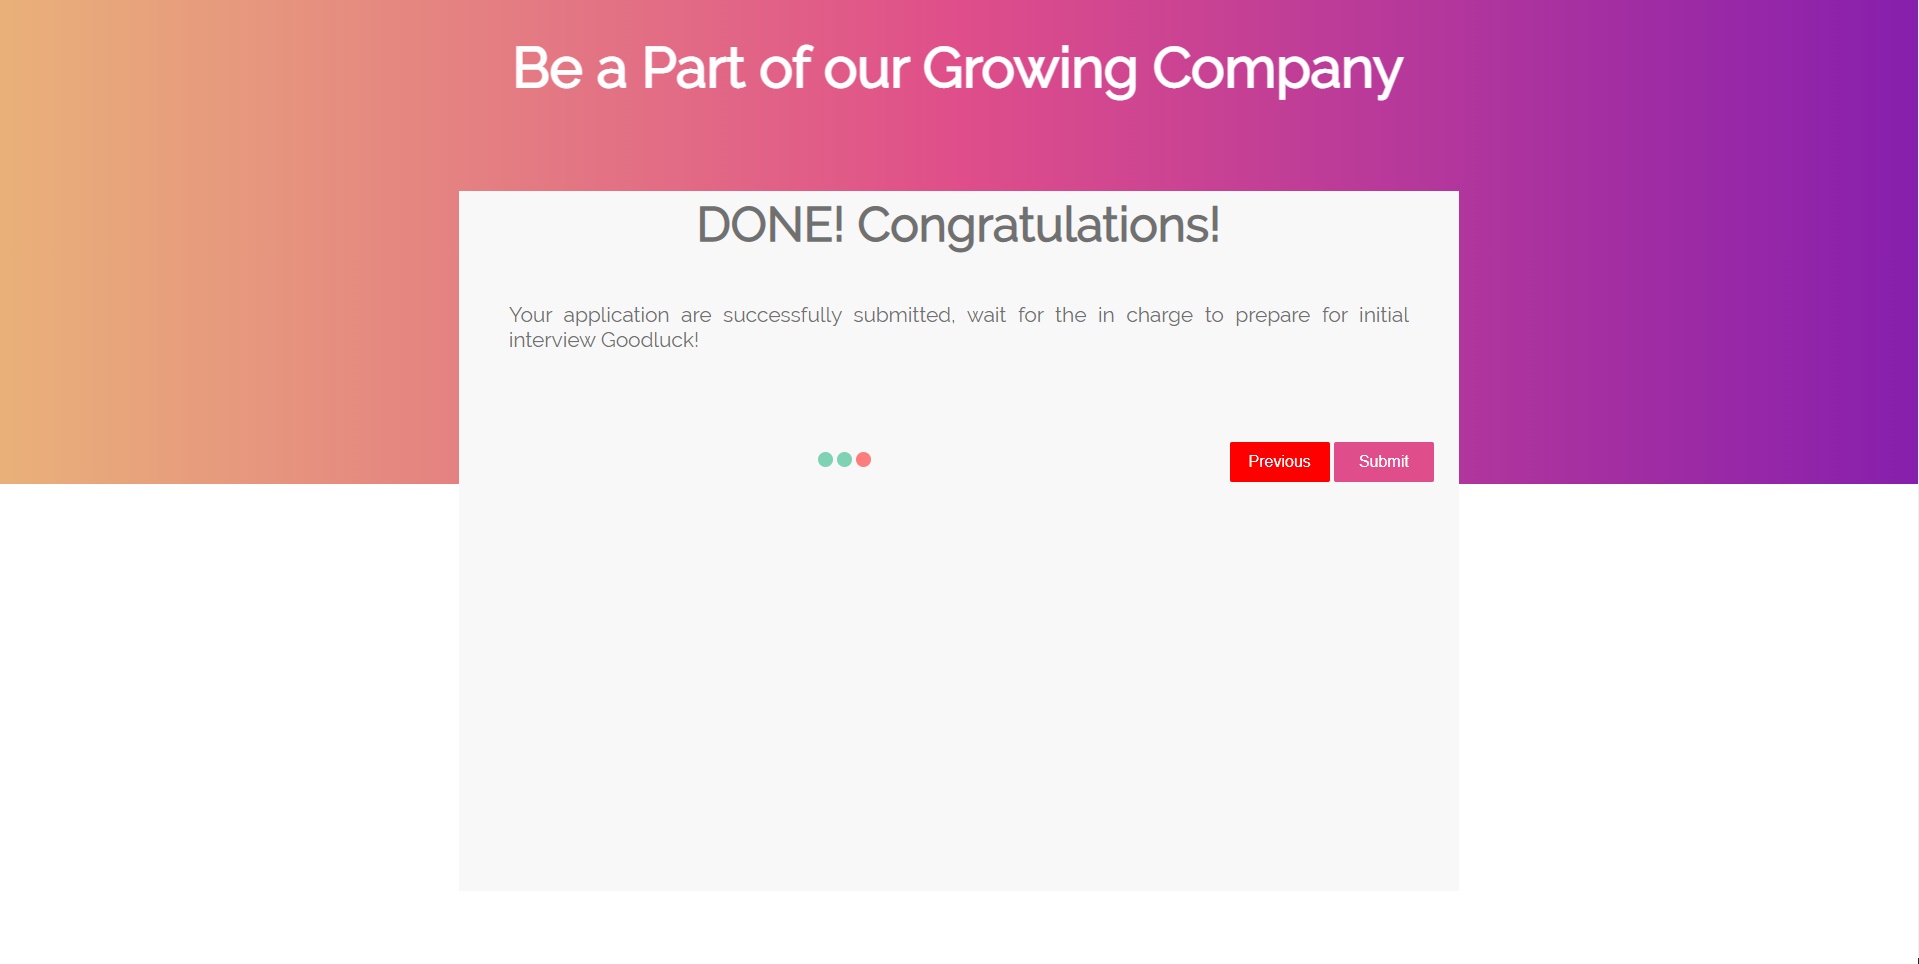 Be a Part of our Growing Company
DONE! Congratulations!
Your application are successfully submitted, wait for the in charge to prepare for initial
interview Goodluck!
Previous
Submit